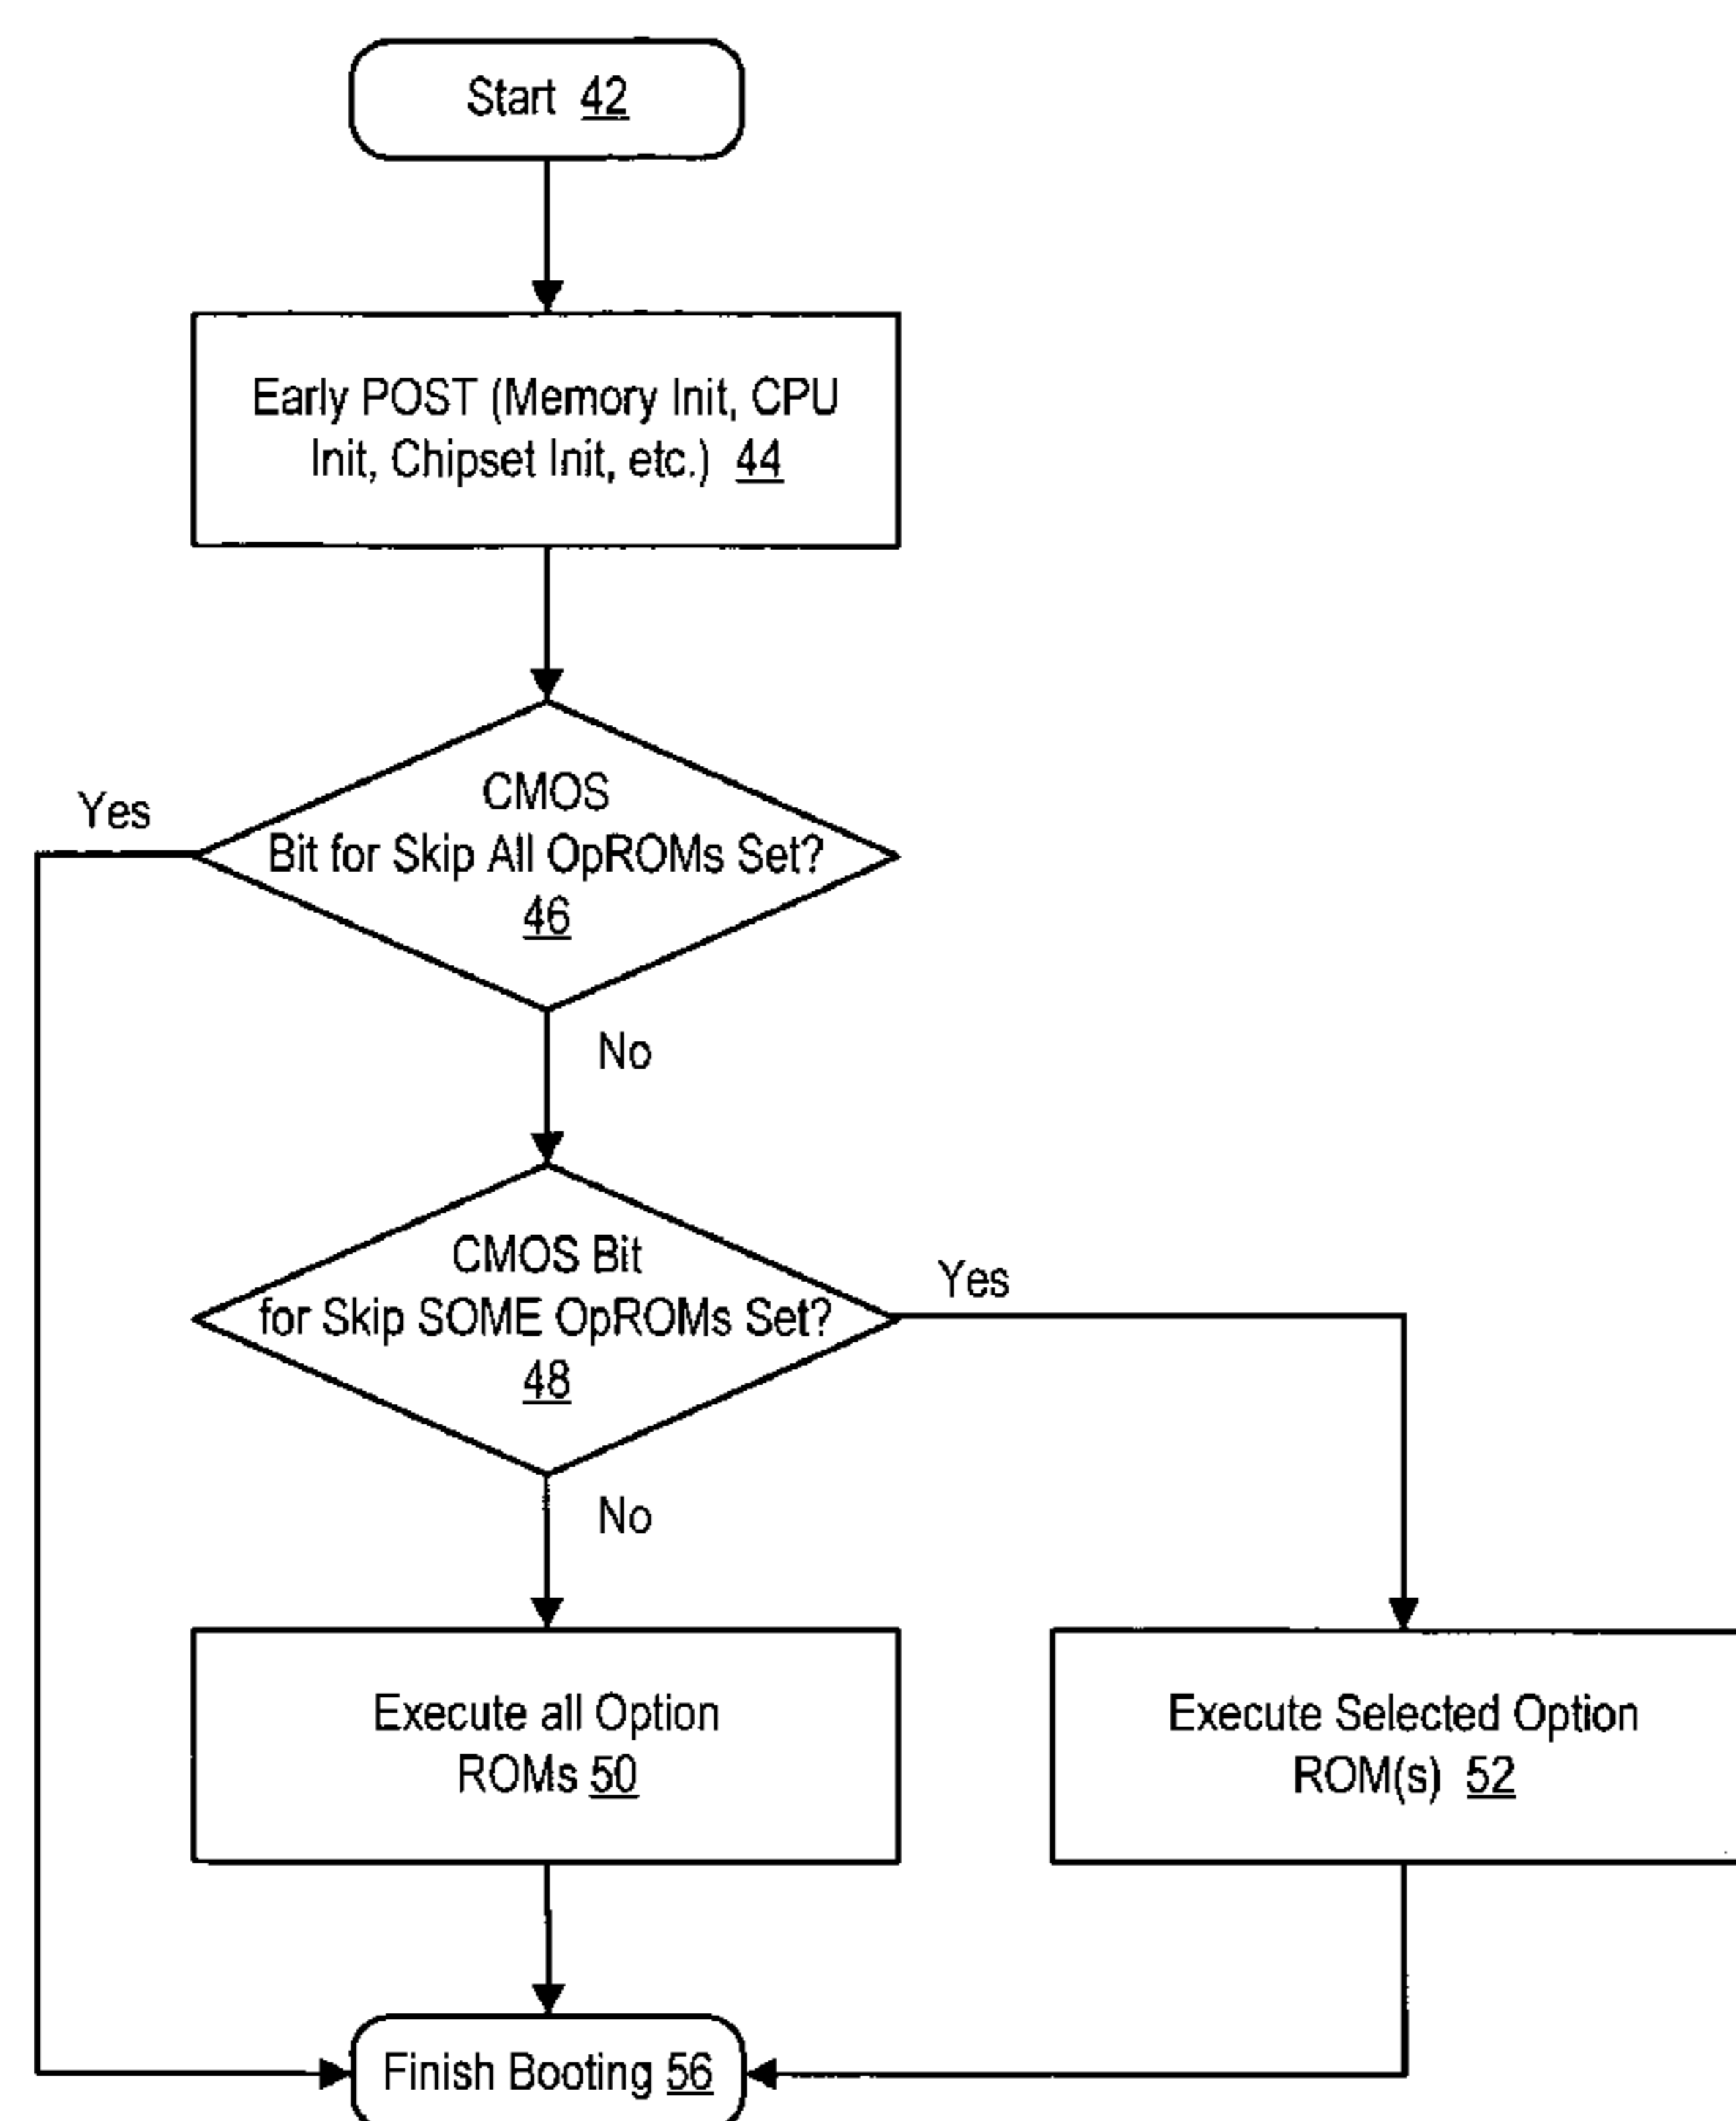 Start 42
Early POST (Memory Init, CPU
Init, Chipset Init, etc.) 44
Yes
CMOS
Bit for Skip All OpROMs Set?
46
No
CMOS Bit
for Skip SOME OpROMs Set?
48
Yes
No
Execute all Option
ROMs 50
Execute Selected Option
ROM(s) 52
Finish Booting 56